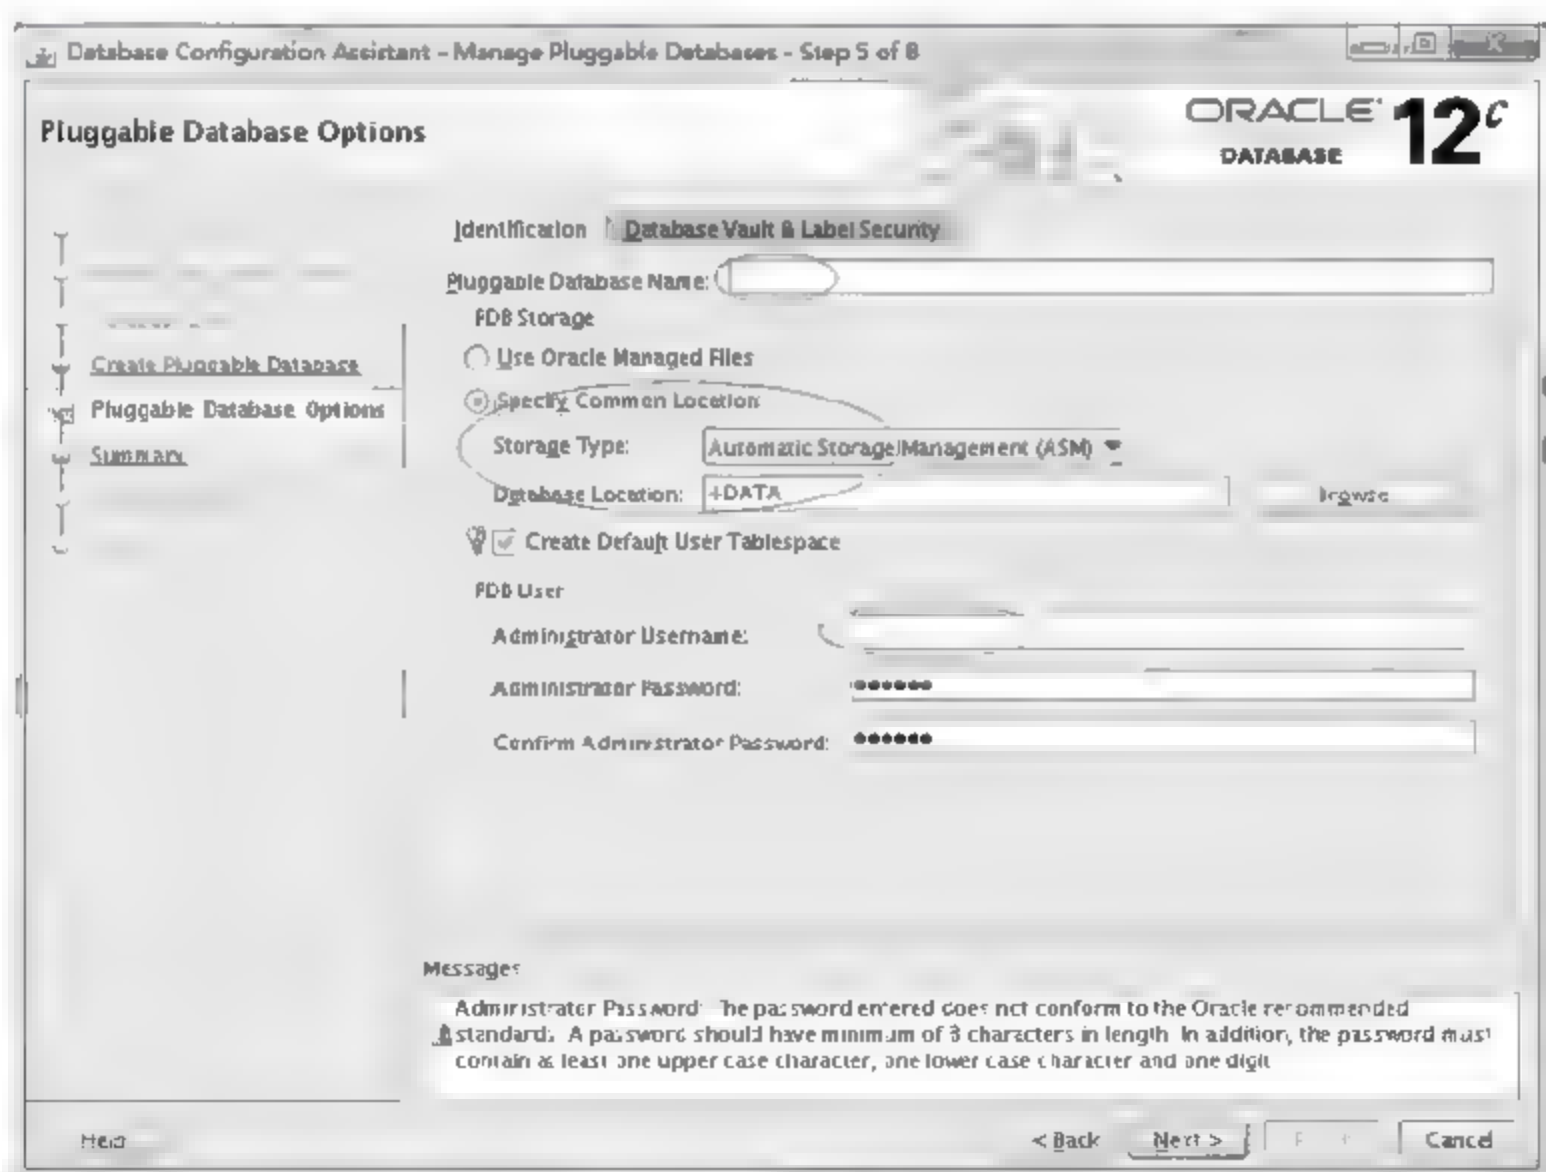 Database Configuration Assistant - Manage Pluggable Databases - Step 5 of 8
Pluggable Database Options
ORACLE 12c
DATABASE
Identification Database Vault & Label Security
Pluggable Database Name:
PDB Storage
Use Oracle Managed Files
Create Pluggable Database
Specify Common Location
Pluggable Database Options
Storage Type: Automatic Storage Management (ASM)
Summary
Database Location: +DATA Browse
Create Default User Tablespace
PDB User
Administrator Username:
Administrator Password: ●●●●●●
Confirm Administrator Password: ●●●●●●
Messages
Administrator Password: The password entered does not conform to the Oracle recommended
standards. A password should have minimum of 8 characters in length. In addition, the password must
contain at least one upper case character, one lower case character and one digit
Help < Back Next > Cancel